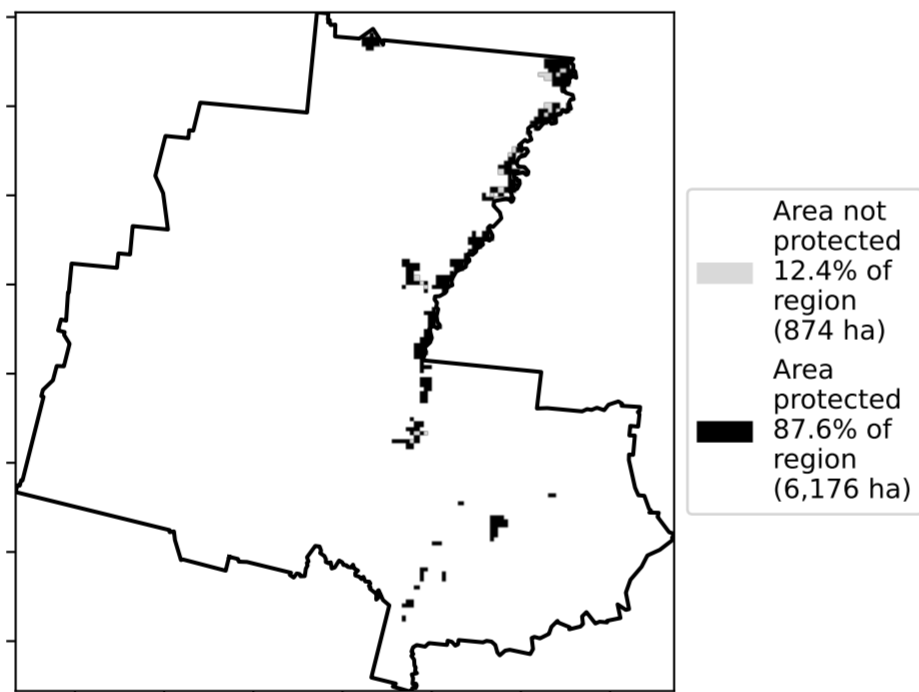 Area not
protected
12.4% of
region
(874 ha)
Area
protected
87.6% of
region
(6,176 ha)